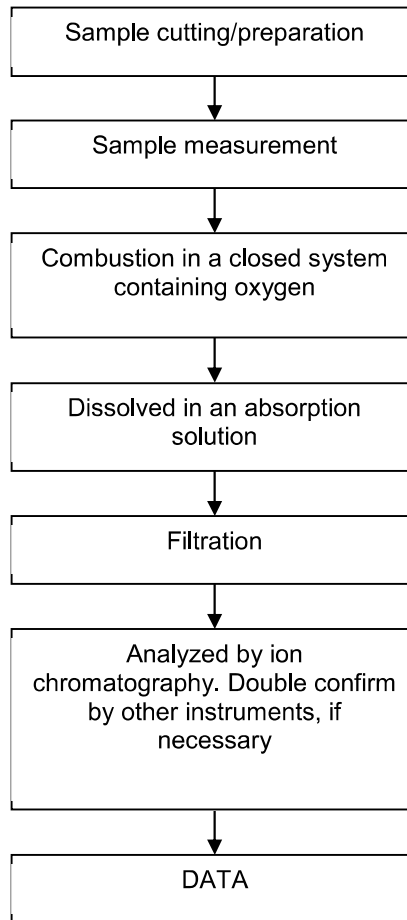 Sample cutting/preparation
Sample measurement
Combustion in a closed system
containing oxygen
Dissolved in an absorption
solution
Filtration
Analyzed by ion
chromatography. Double confirm
by other instruments, if
necessary
DATA